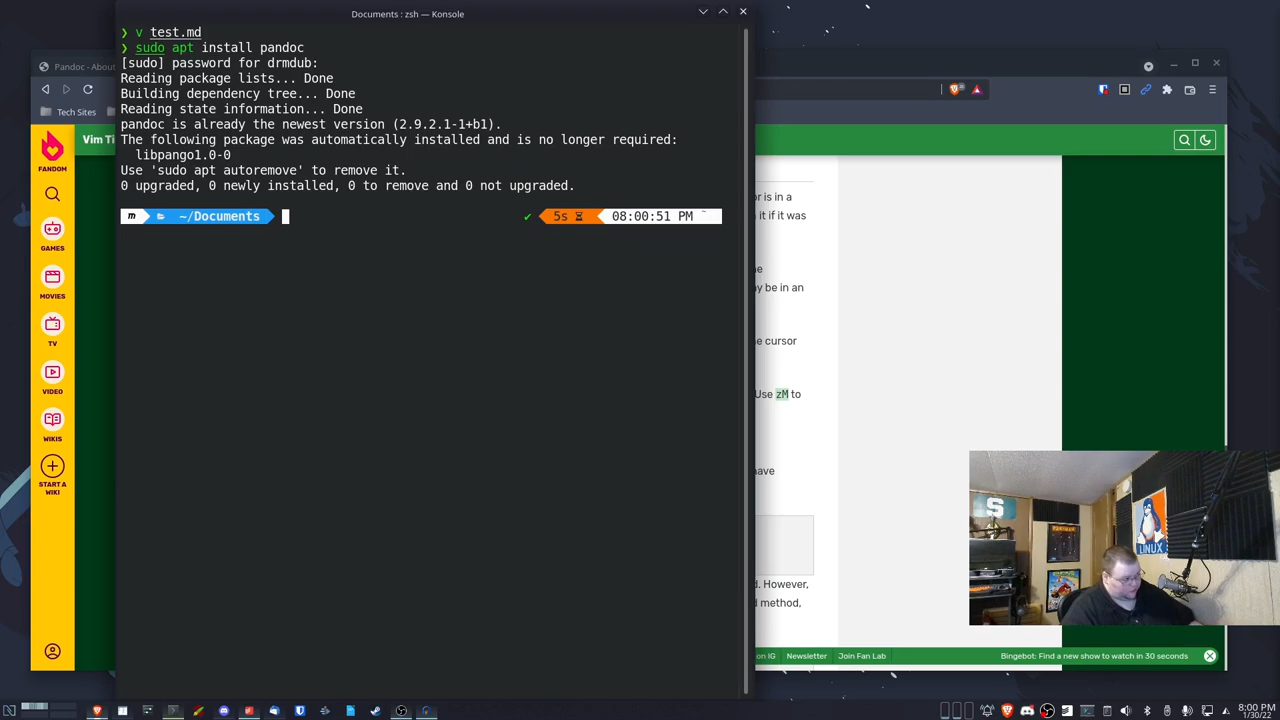 Documents : zsh — Konsole
❯ v test.md
❯ sudo apt install pandoc
[sudo] password for drmdub:
Reading package lists... Done
Building dependency tree... Done
Reading state information... Done
pandoc is already the newest version (2.9.2.1-1+b1).
The following package was automatically installed and is no longer required:
libpango1.0-0
Use 'sudo apt autoremove' to remove it.
0 upgraded, 0 newly installed, 0 to remove and 0 not upgraded.
m ~/Documents ✔ 5s 08:00:51 PM
Pandoc - Abou
Tech Sites
FANDOM
Vim Ti
GAMES
MOVIES
TV
VIDEO
WIKIS
START A
WIKI
or is in a
it if it was
be in an
cursor
Use zM to
have
d. However,
d method,
on IG Newsletter Join Fan Lab Bingebot: Find a new show to watch in 30 seconds
S
LINUX
8:00 PM
1/30/22